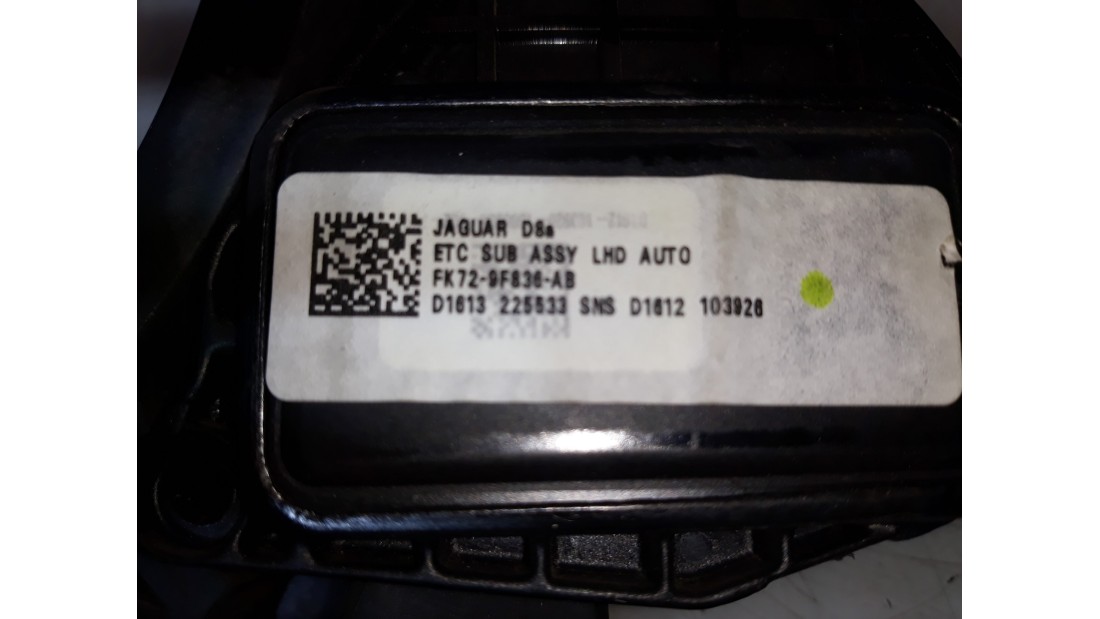 JAGUAR D8a
ETC SUB ASSY LHD AUTO
FK72-9F836-AB
D1613 225533 SNS D1612 103926